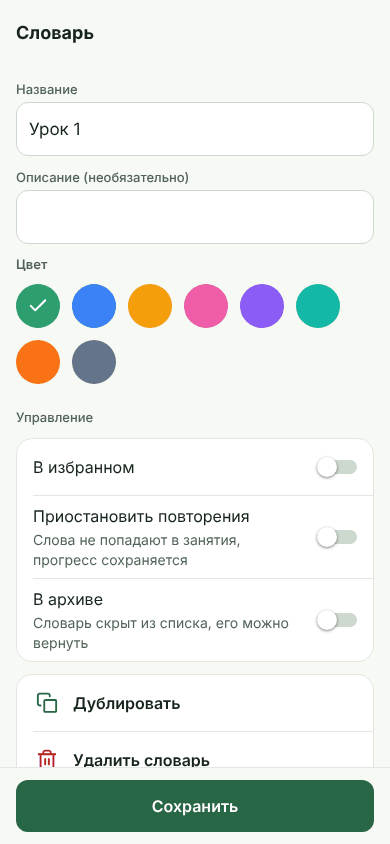 Словарь
Название
Урок 1
Описание (необязательно)
Цвет
Управление
В избранном
Приостановить повторения
Слова не попадают в занятия,
прогресс сохраняется
В архиве
Словарь скрыт из списка, его можно
вернуть
Дублировать
Удалить словарь
Сохранить